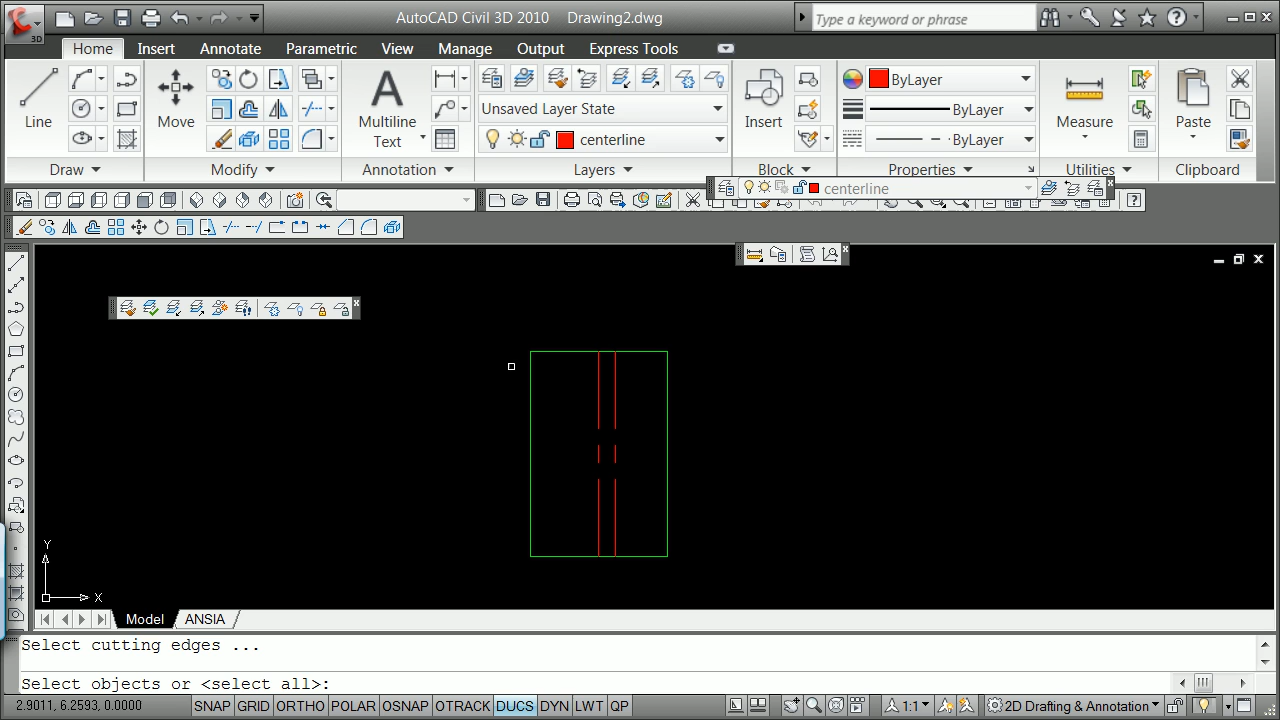 AutoCAD Civil 3D 2010 Drawing2.dwg
Type a keyword or phrase
3D
Home Insert Annotate Parametric View Manage Output Express Tools
Line
Move
Multiline Text
Unsaved Layer State
centerline
Insert
ByLayer
ByLayer
ByLayer
Measure
Paste
Draw Modify Annotation Layers Block Properties Utilities Clipboard
centerline
Y
X
Model ANSIA
Select cutting edges ...
Select objects or <select all>:
2.9011, 6.2593, 0.0000 SNAP GRID ORTHO POLAR OSNAP OTRACK DUCS DYN LWT QP 1:1 2D Drafting & Annotation